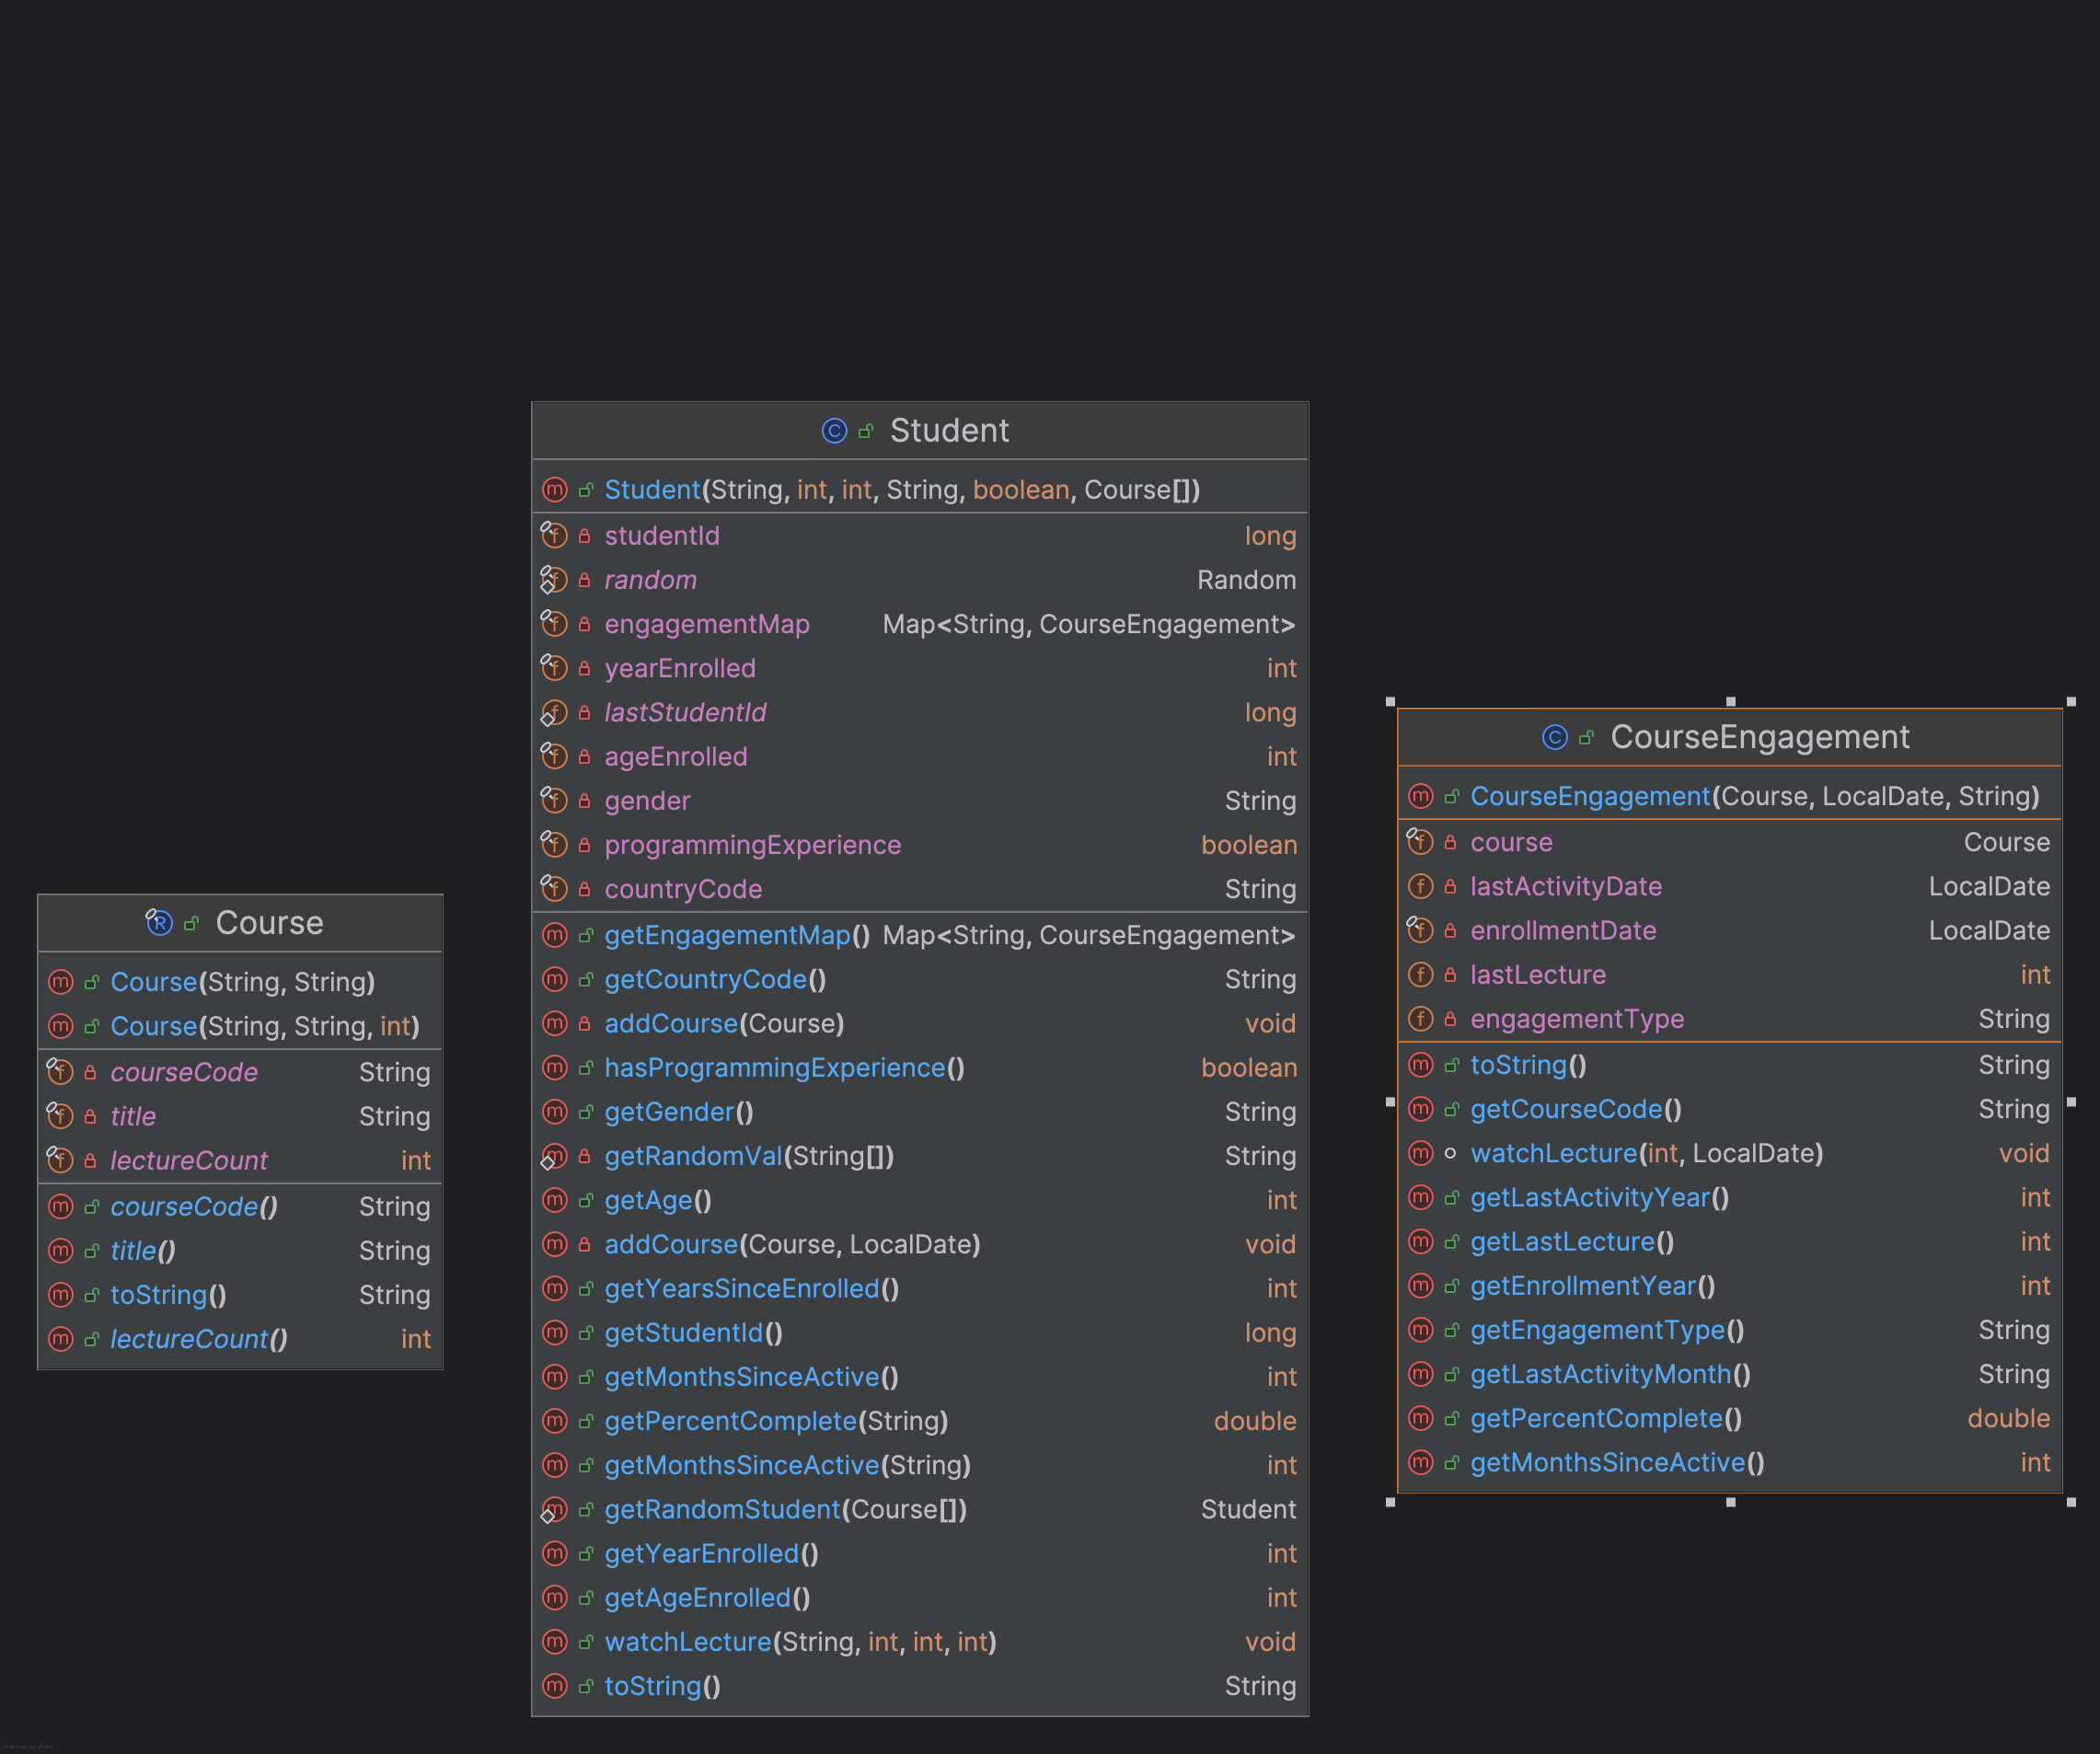 Course
Course(String, String)
Course(String, String, int)
courseCode String
title String
lectureCount int
courseCode() String
title() String
toString() String
lectureCount() int
Student
Student(String, int, int, String, boolean, Course[])
studentId long
random Random
engagementMap Map<String, CourseEngagement>
yearEnrolled int
lastStudentId long
ageEnrolled int
gender String
programmingExperience boolean
countryCode String
getEngagementMap() Map<String, CourseEngagement>
getCountryCode() String
addCourse(Course) void
hasProgrammingExperience() boolean
getGender() String
getRandomVal(String[]) String
getAge() int
addCourse(Course, LocalDate) void
getYearsSinceEnrolled() int
getStudentId() long
getMonthsSinceActive() int
getPercentComplete(String) double
getMonthsSinceActive(String) int
getRandomStudent(Course[]) Student
getYearEnrolled() int
getAgeEnrolled() int
watchLecture(String, int, int, int) void
toString() String
CourseEngagement
CourseEngagement(Course, LocalDate, String)
course Course
lastActivityDate LocalDate
enrollmentDate LocalDate
lastLecture int
engagementType String
toString() String
getCourseCode() String
watchLecture(int, LocalDate) void
getLastActivityYear() int
getLastLecture() int
getEnrollmentYear() int
getEngagementType() String
getLastActivityMonth() String
getPercentComplete() double
getMonthsSinceActive() int
Powered by yFiles